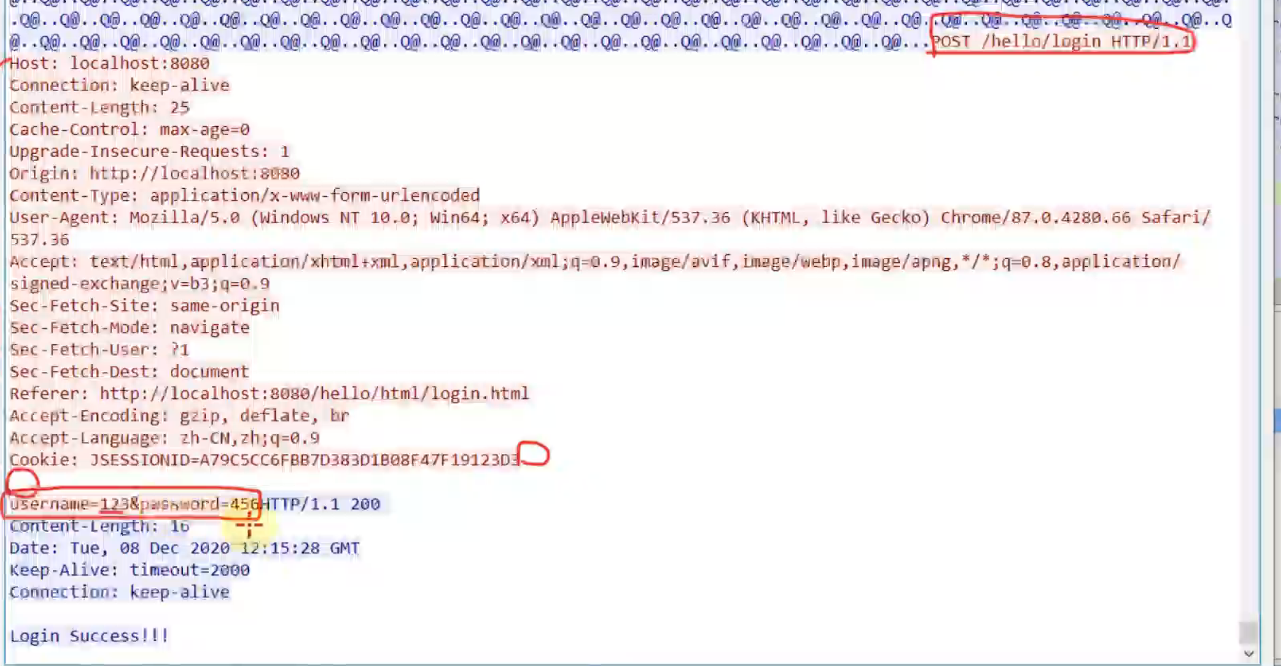 .Q@..Q@..Q@..Q@..Q@..Q@..Q@..Q@..Q@..Q@..Q@..Q@..Q@..Q@..Q@..Q@..Q@..Q@..Q@..Q@..Q@..Q@..Q@..Q@..Q
@..Q@..Q@..Q@..Q@..Q@..Q@..Q@..Q@..Q@..Q@..Q@..Q@..Q@..Q@..Q@..Q@..Q@...POST /hello/login HTTP/1.1
Host: localhost:8080
Connection: keep-alive
Content-Length: 25
Cache-Control: max-age=0
Upgrade-Insecure-Requests: 1
Origin: http://localhost:8080
Content-Type: application/x-www-form-urlencoded
User-Agent: Mozilla/5.0 (Windows NT 10.0; Win64; x64) AppleWebKit/537.36 (KHTML, like Gecko) Chrome/87.0.4280.66 Safari/
537.36
Accept: text/html,application/xhtml+xml,application/xml;q=0.9,image/avif,image/webp,image/apng,*/*;q=0.8,application/
signed-exchange;v=b3;q=0.9
Sec-Fetch-Site: same-origin
Sec-Fetch-Mode: navigate
Sec-Fetch-User: ?1
Sec-Fetch-Dest: document
Referer: http://localhost:8080/hello/html/login.html
Accept-Encoding: gzip, deflate, br
Accept-Language: zh-CN,zh;q=0.9
Cookie: JSESSIONID=A79C5CC6FBB7D383D1B08F47F19123D3
username=123&password=456HTTP/1.1 200
Content-Length: 16
Date: Tue, 08 Dec 2020 12:15:28 GMT
Keep-Alive: timeout=2000
Connection: keep-alive
Login Success!!!